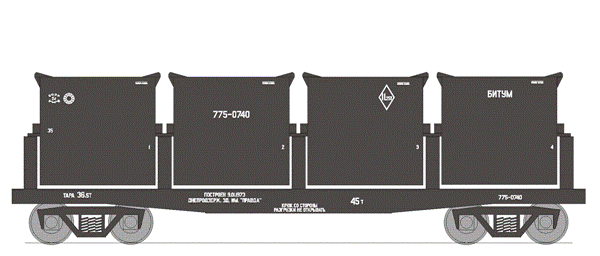 775-0740
БИТУМ
35
1
2
3
4
ТАРА 36.5Т
ПОСТРОЕН 9.01.1973
ДНЕПРОДЗЕРЖ. ЗД. ИМ. "ПРАВДА"
45 Т
КРЮК СО СТОРОНЫ
РАЗГРУЗКИ НЕ ОТКРЫВАТЬ
775-0740